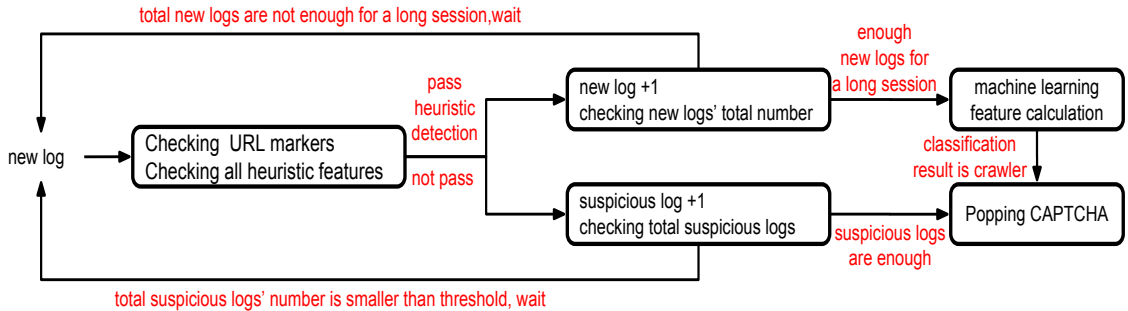 total new logs are not enough for a long session,wait
new log
Checking URL markers
Checking all heuristic features
pass
heuristic
detection
not pass
new log +1
checking new logs' total number
enough
new logs for
a long session
machine learning
feature calculation
classification
result is crawler
suspicious log +1
checking total suspicious logs
suspicious logs
are enough
Popping CAPTCHA
total suspicious logs' number is smaller than threshold, wait